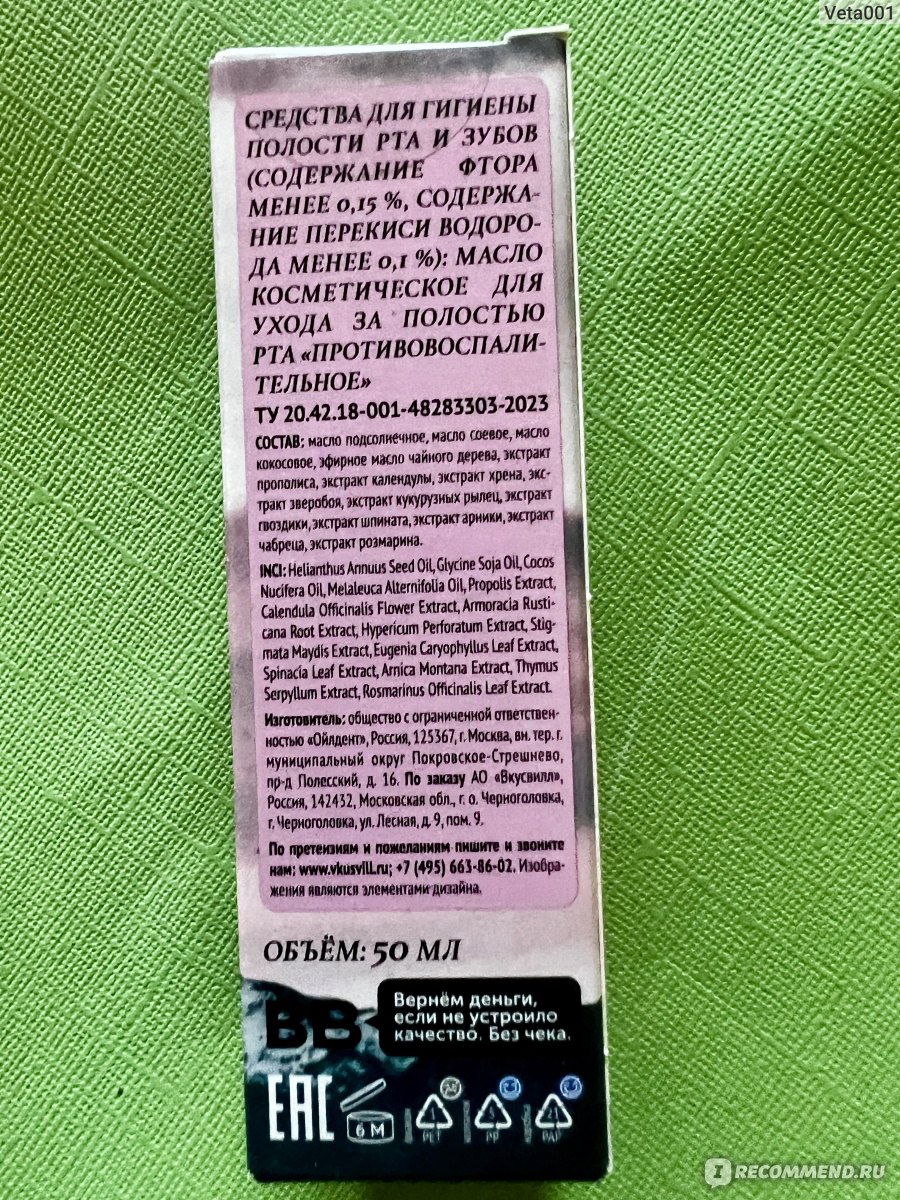 Veta001
СРЕДСТВА ДЛЯ ГИГИЕНЫ
ПОЛОСТИ РТА И ЗУБОВ
(СОДЕРЖАНИЕ ФТОРА
МЕНЕЕ 0,15 %, СОДЕРЖА-
НИЕ ПЕРЕКИСИ ВОДОРО-
ДА МЕНЕЕ 0,1 %): МАСЛО
КОСМЕТИЧЕСКОЕ ДЛЯ
УХОДА ЗА ПОЛОСТЬЮ
РТА «ПРОТИВОВОСПАЛИ-
ТЕЛЬНОЕ»
ТУ 20.42.18-001-48283303-2023
СОСТАВ: масло подсолнечное, масло соевое, масло
кокосовое, эфирное масло чайного дерева, экстракт
прополиса, экстракт календулы, экстракт хрена, экс-
тракт зверобоя, экстракт кукурузных рылец, экстракт
гвоздики, экстракт шпината, экстракт арники, экстракт
чабреца, экстракт розмарина.
INCI: Helianthus Annuus Seed Oil, Glycine Soja Oil, Cocos
Nucifera Oil, Melaleuca Alternifolia Oil, Propolis Extract,
Calendula Officinalis Flower Extract, Armoracia Rusti-
cana Root Extract, Hypericum Perforatum Extract, Stig-
mata Maydis Extract, Eugenia Caryophyllus Leaf Extract,
Spinacia Leaf Extract, Arnica Montana Extract, Thymus
Serpyllum Extract, Rosmarinus Officinalis Leaf Extract.
Изготовитель: общество с ограниченной ответствен-
ностью «Ойлдент», Россия, 125367, г. Москва, вн. тер. г.
муниципальный округ Покровское-Стрешнево,
пр-д Полесский, д. 16. По заказу АО «Вкусвилл»,
Россия, 142432, Московская обл., г. о. Черноголовка,
г. Черноголовка, ул. Лесная, д. 9, пом. 9.
По претензиям и пожеланиям пишите и звоните
нам: www.vkusvill.ru; +7 (495) 663-86-02. Изобра-
жения являются элементами дизайна.
ОБЪЁМ: 50 МЛ
ВВ
Вернём деньги,
если не устроило
качество. Без чека.
EAC
6 М
1
PET
5
PP
21
PAP
IRECOMMEND.RU